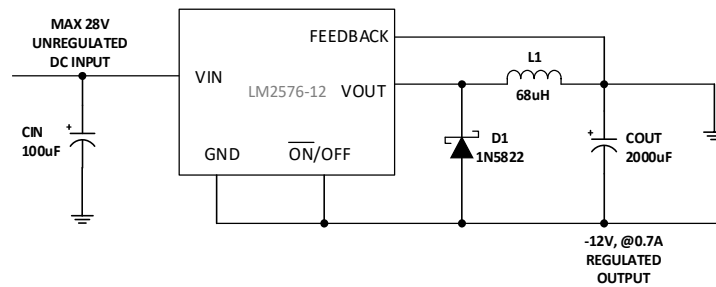 MAX 28V
UNREGULATED
DC INPUT
FEEDBACK
L1
VIN
LM2576-12
VOUT
68uH
CIN
100uF
+
D1
1N5822
+
COUT
2000uF
GND
ON/OFF
-12V, @0.7A
REGULATED
OUTPUT